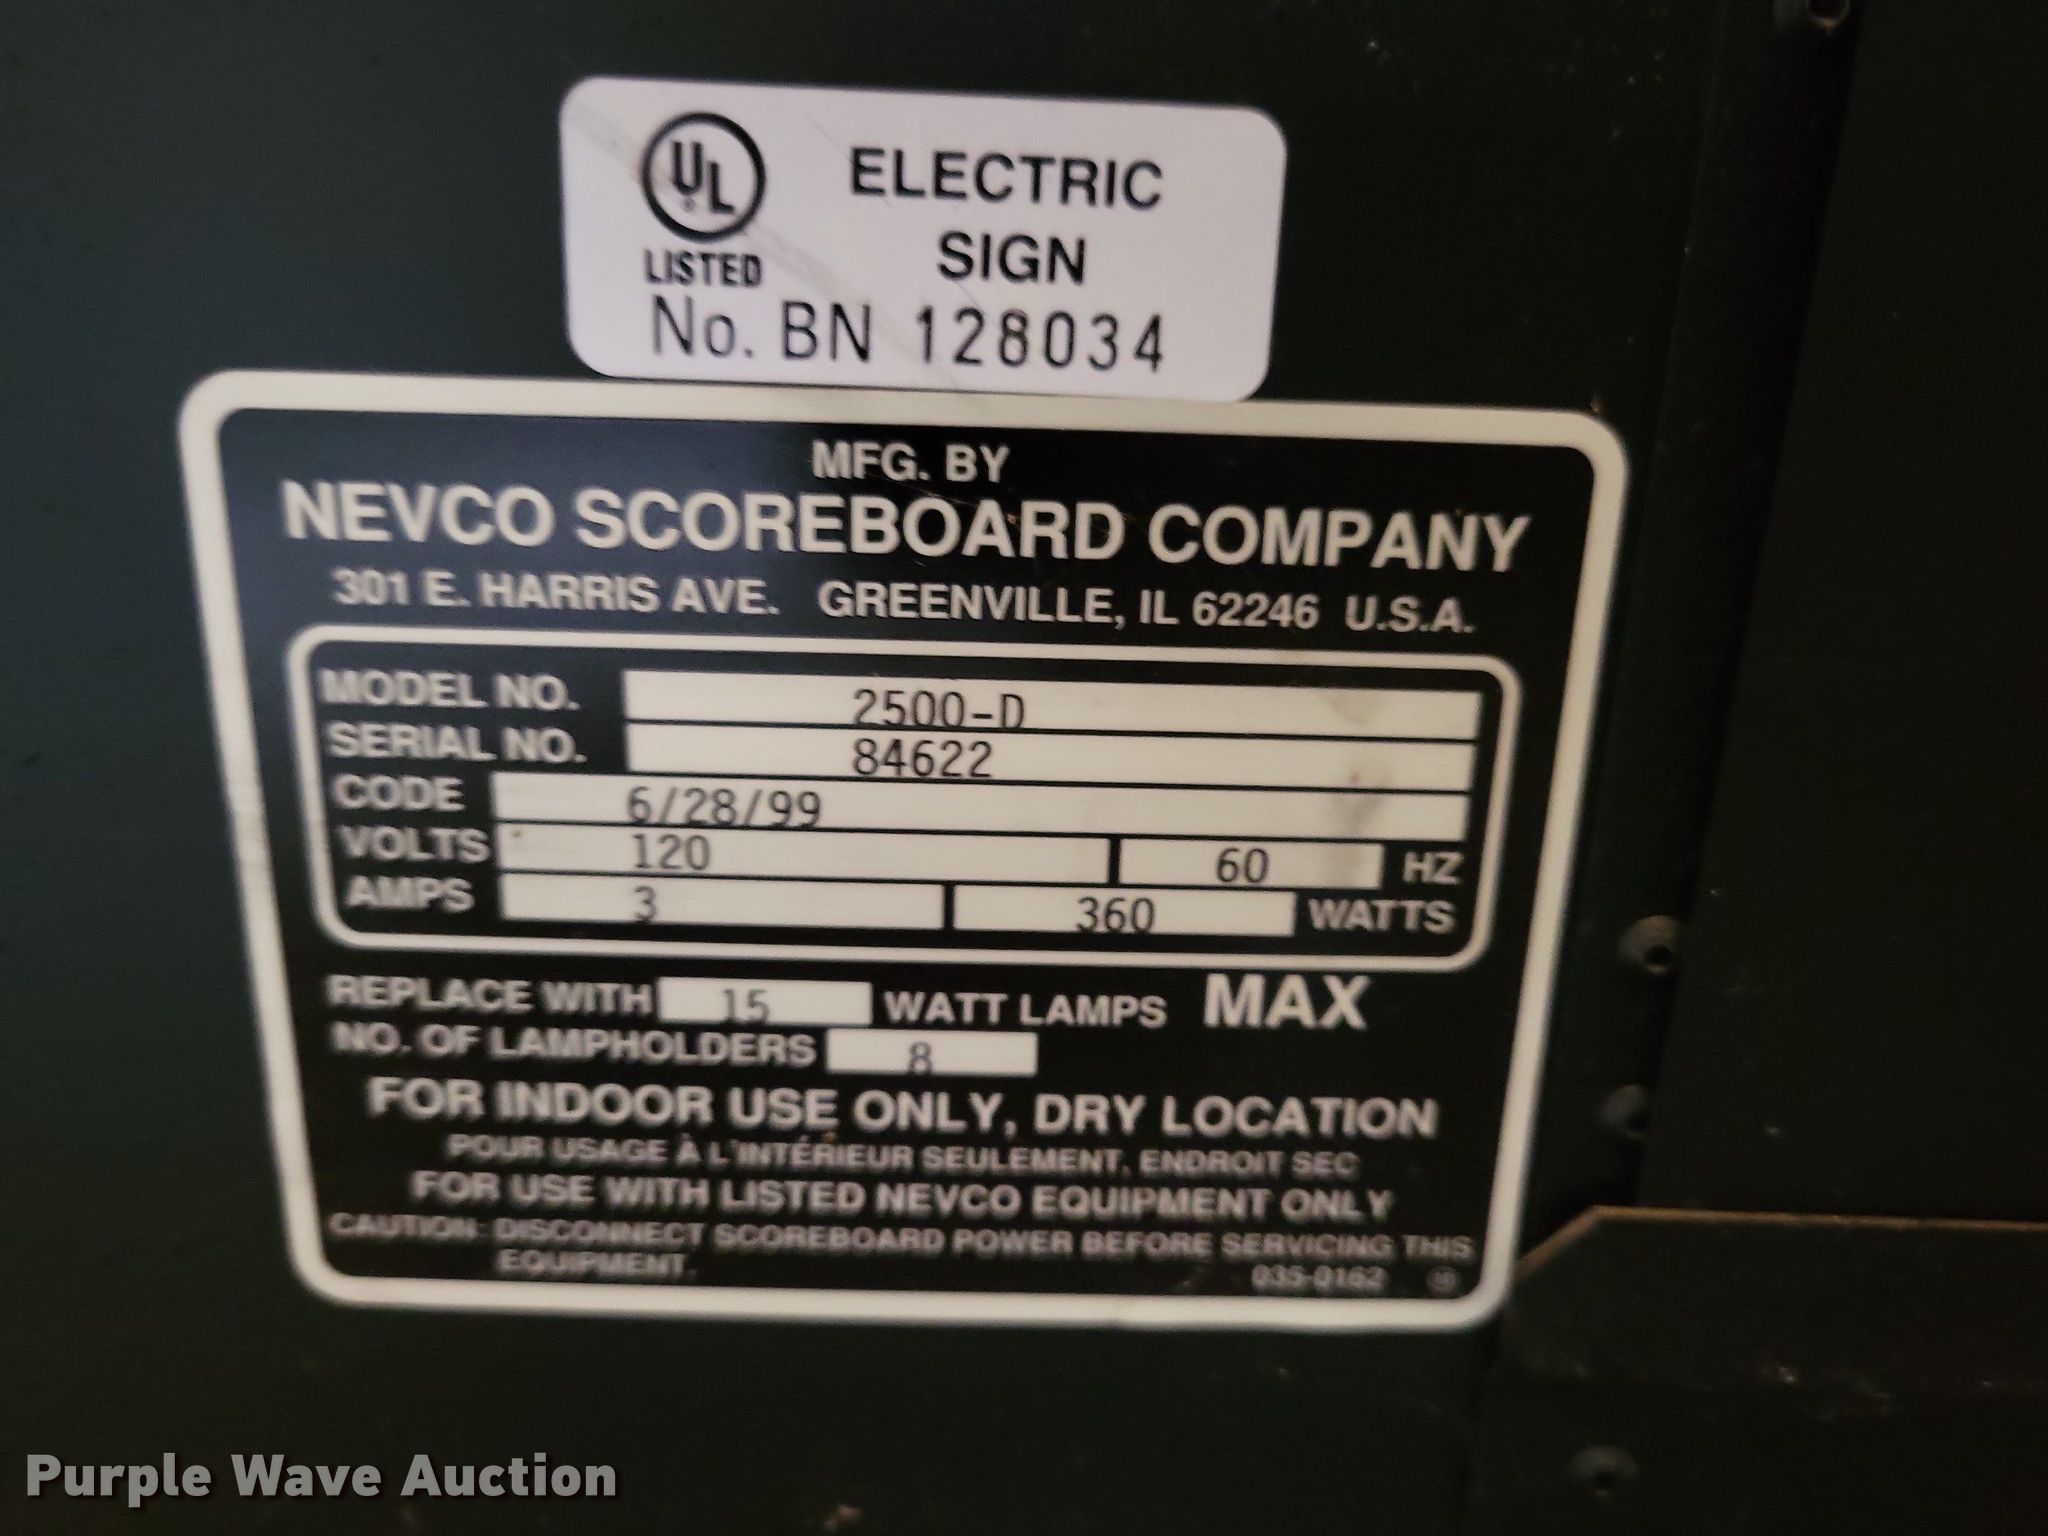 UL
LISTED
ELECTRIC
SIGN
No. BN 128034
MFG. BY
NEVCO SCOREBOARD COMPANY
301 E. HARRIS AVE. GREENVILLE, IL 62246 U.S.A.
MODEL NO. 2500-D
SERIAL NO. 84622
CODE 6/28/99
VOLTS 120 60 HZ
AMPS 3 360 WATTS
REPLACE WITH 15 WATT LAMPS MAX
NO. OF LAMPHOLDERS 8
FOR INDOOR USE ONLY, DRY LOCATION
POUR USAGE À L'INTÉRIEUR SEULEMENT, ENDROIT SEC
FOR USE WITH LISTED NEVCO EQUIPMENT ONLY
CAUTION: DISCONNECT SCOREBOARD POWER BEFORE SERVICING THIS
EQUIPMENT.
035-0162
Purple Wave Auction